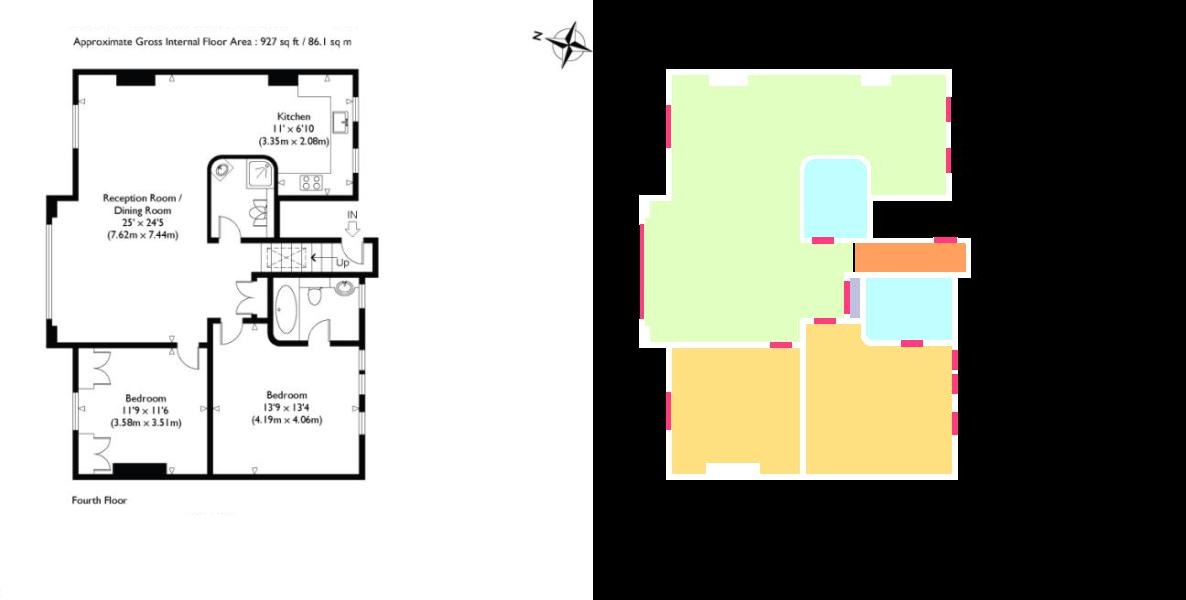 Approximate Gross Internal Floor Area : 927 sq ft / 86.1 sq m
N
Kitchen
11' x 6'10
(3.35m x 2.08m)
Reception Room /
Dining Room
25' x 24'5
(7.62m x 7.44m)
IN
Up
Bedroom
11'9 x 11'6
(3.58m x 3.51m)
Bedroom
13'9 x 13'4
(4.19m x 4.06m)
Fourth Floor